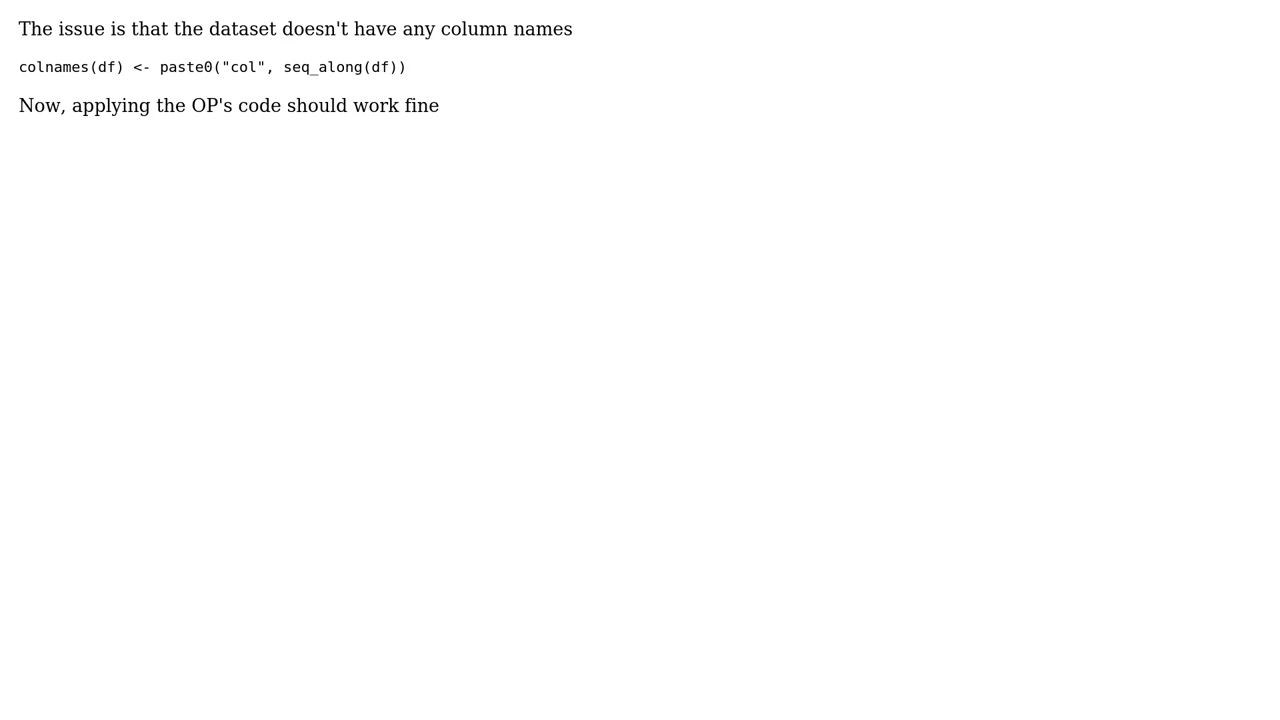 The issue is that the dataset doesn't have any column names
colnames(df) <- paste0("col", seq_along(df))
Now, applying the OP's code should work fine